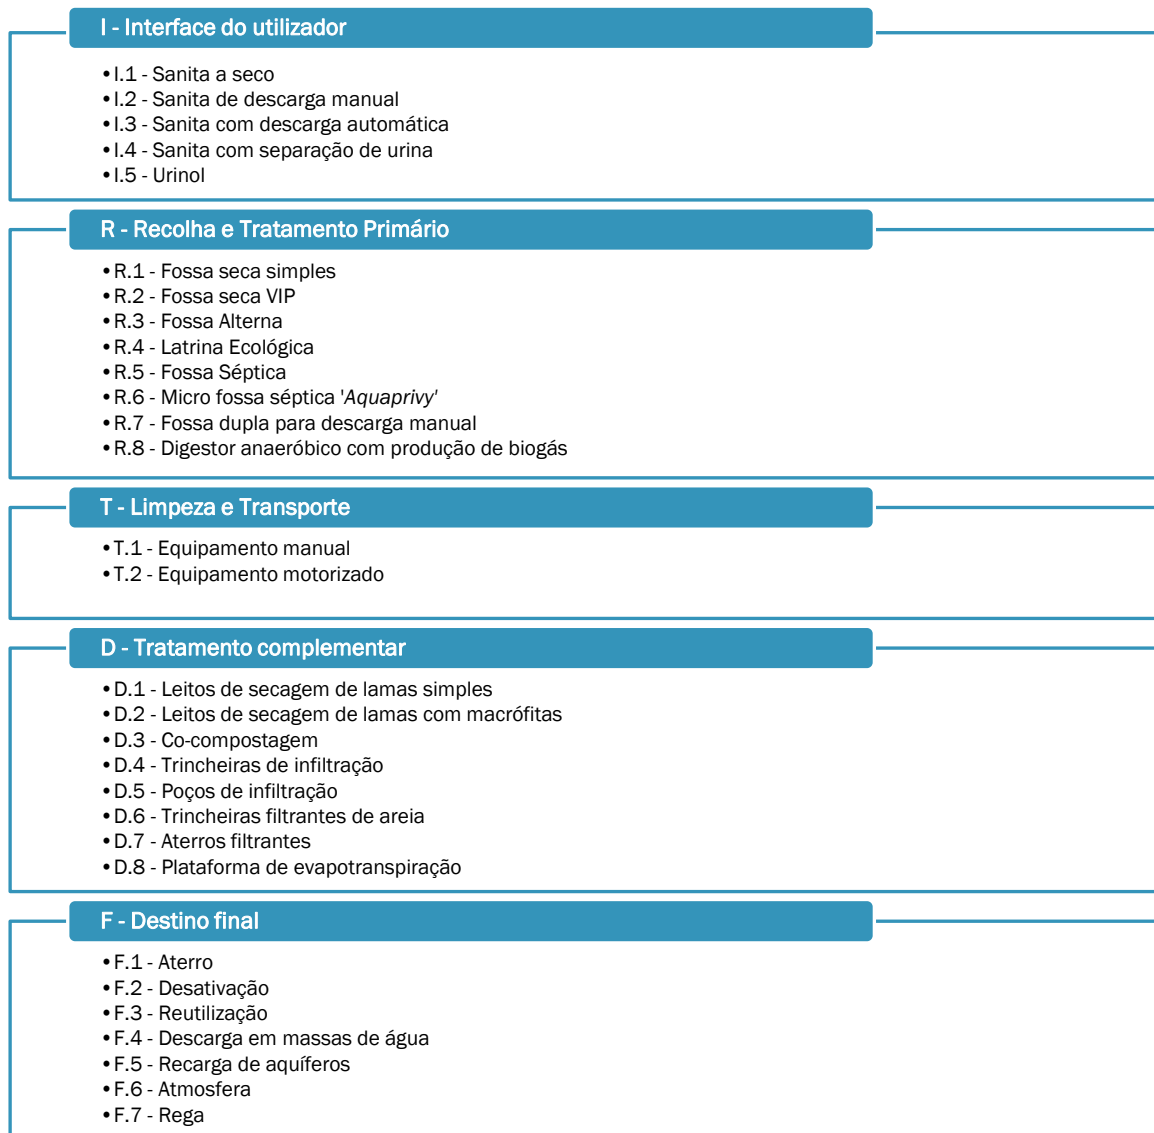 I - Interface do utilizador
•I.1 - Sanita a seco
•I.2 - Sanita de descarga manual
•I.3 - Sanita com descarga automática
•I.4 - Sanita com separação de urina
•I.5 - Urinol
R - Recolha e Tratamento Primário
•R.1 - Fossa seca simples
•R.2 - Fossa seca VIP
•R.3 - Fossa Alterna
•R.4 - Latrina Ecológica
•R.5 - Fossa Séptica
•R.6 - Micro fossa séptica 'Aquaprivy'
•R.7 - Fossa dupla para descarga manual
•R.8 - Digestor anaeróbico com produção de biogás
T - Limpeza e Transporte
•T.1 - Equipamento manual
•T.2 - Equipamento motorizado
D - Tratamento complementar
•D.1 - Leitos de secagem de lamas simples
•D.2 - Leitos de secagem de lamas com macrófitas
•D.3 - Co-compostagem
•D.4 - Trincheiras de infiltração
•D.5 - Poços de infiltração
•D.6 - Trincheiras filtrantes de areia
•D.7 - Aterros filtrantes
•D.8 - Plataforma de evapotranspiração
F - Destino final
•F.1 - Aterro
•F.2 - Desativação
•F.3 - Reutilização
•F.4 - Descarga em massas de água
•F.5 - Recarga de aquíferos
•F.6 - Atmosfera
•F.7 - Rega